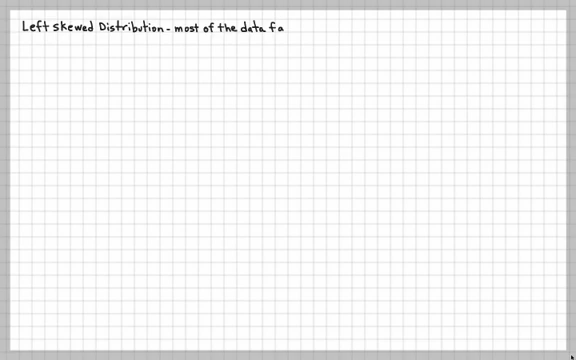 Left skewed Distribution - most of the data fa